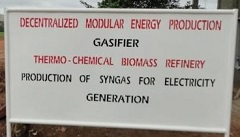 DECENTRALIZED MODULAR ENERGY PRODUCTION
GASIFIER
THERMO-CHEMICAL BIOMASS REFINERY
PRODUCTION OF SYNGAS FOR ELECTRICITY
GENERATION